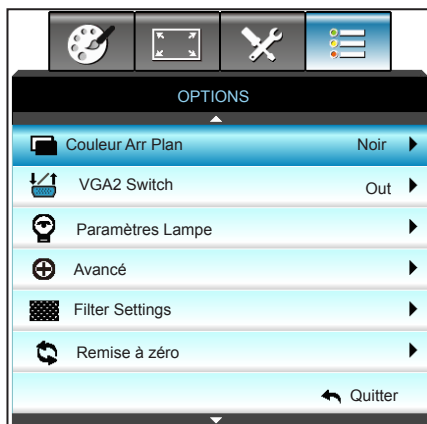 OPTIONS
Couleur Arr Plan Noir
VGA2 Switch Out
Paramètres Lampe
Avancé
Filter Settings
Remise à zéro
Quitter